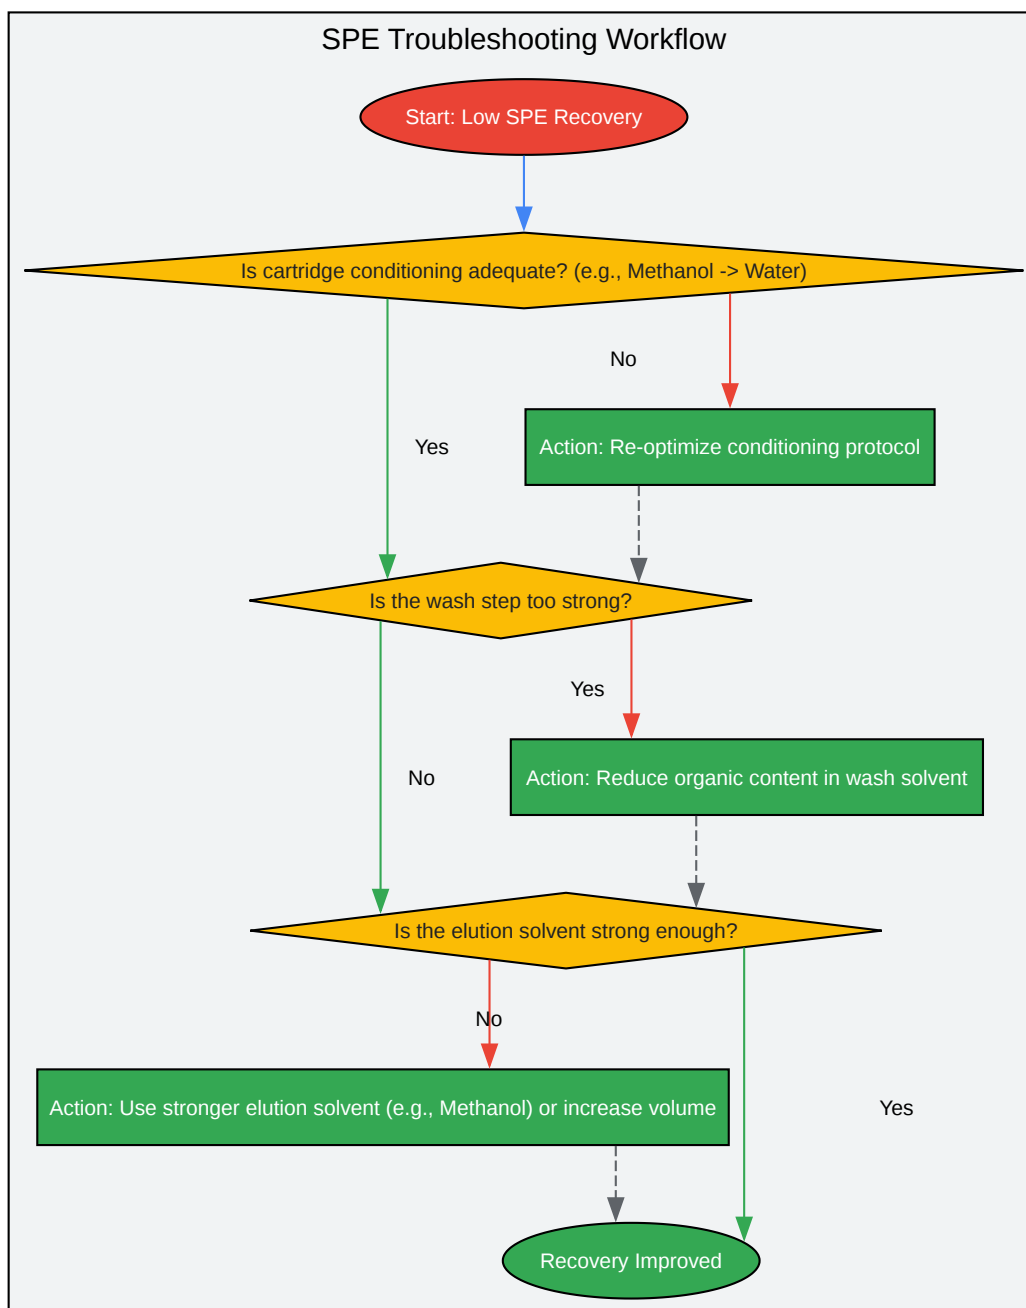 SPE Troubleshooting Workflow
Start: Low SPE Recovery
Is cartridge conditioning adequate? (e.g., Methanol -> Water)
No
Yes
Action: Re-optimize conditioning protocol
Is the wash step too strong?
Yes
No
Action: Reduce organic content in wash solvent
Is the elution solvent strong enough?
No
Action: Use stronger elution solvent (e.g., Methanol) or increase volume
Yes
Recovery Improved